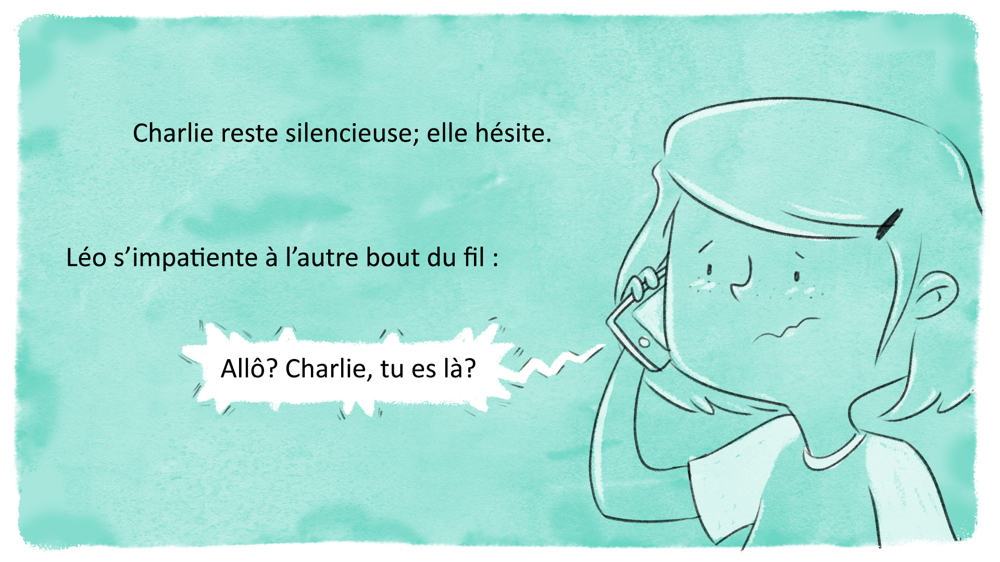 Charlie reste silencieuse; elle hésite.
Léo s’impatiente à l’autre bout du fil :
Allô? Charlie, tu es là?